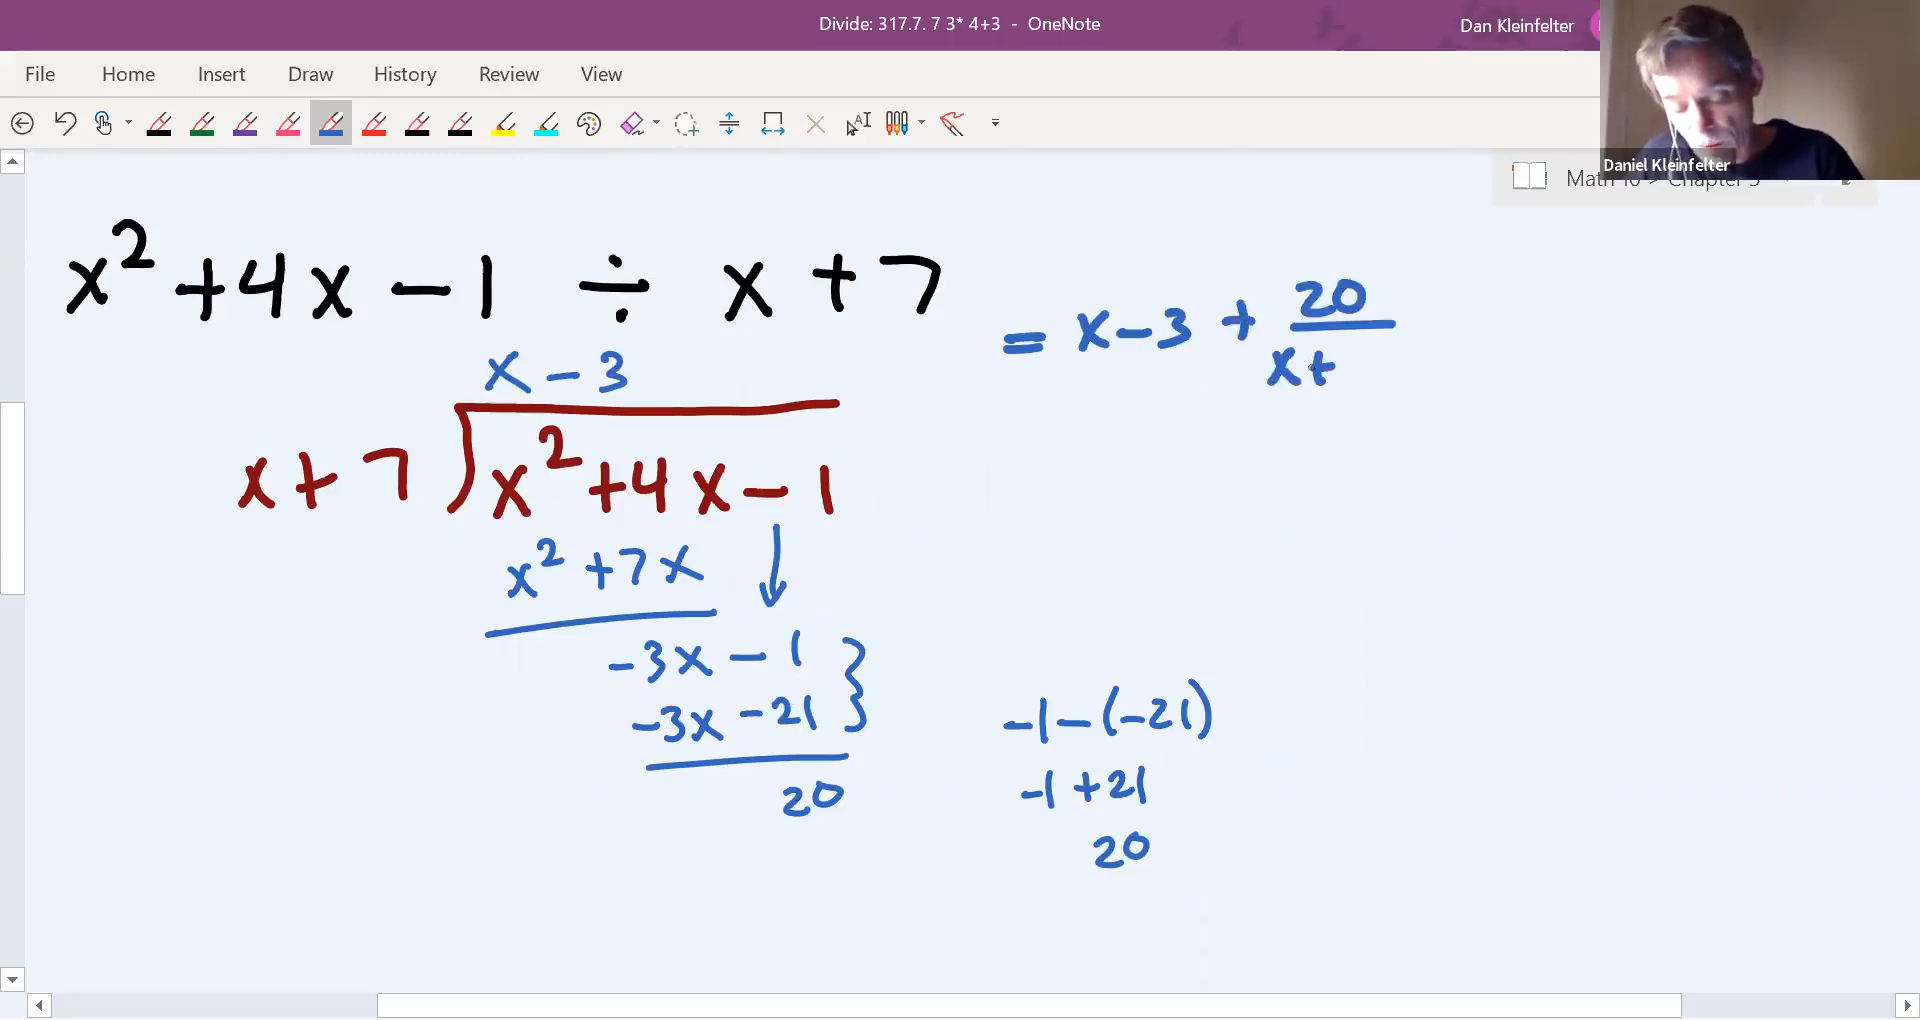 Divide: 317.7. 7 3* 4+3 - OneNote
Dan Kleinfelter
File Home Insert Draw History Review View
Daniel Kleinfelter
x² +4x -1 ÷ x +7
= x -3 + 20/x+
x - 3
x +7 ) x² +4x -1
x² +7x
-3x -1
-3x -21
20
-1-(-21)
-1 +21
20